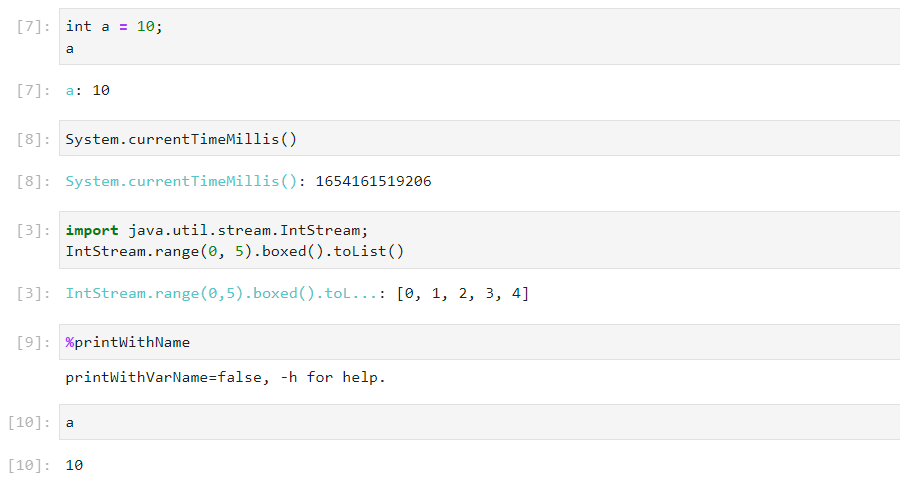 [7]: int a = 10;
a
[7]: a: 10
[8]: System.currentTimeMillis()
[8]: System.currentTimeMillis(): 1654161519206
[3]: import java.util.stream.IntStream;
IntStream.range(0, 5).boxed().toList()
[3]: IntStream.range(0,5).boxed().toL...: [0, 1, 2, 3, 4]
[9]: %printWithName
printWithVarName=false, -h for help.
[10]: a
[10]: 10